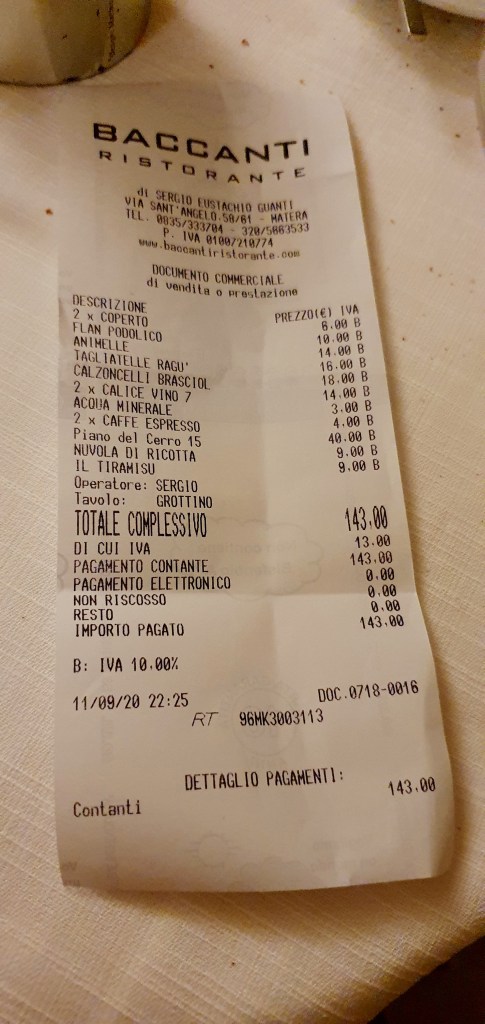 BACCANTI
RISTORANTE
di SERGIO EUSTACHIO GUANTI
VIA SANT'ANGELO.58/61 - MATERA
TEL. 0835/333704 - 320/5863533
P. IVA 01007210774
www.baccantiristorante.com
DOCUMENTO COMMERCIALE
di vendita o prestazione
DESCRIZIONE PREZZO(€) IVA
2 x COPERTO 6.00 B
FLAN PODOLICO 10.00 B
ANIMELLE 14.00 B
TAGLIATELLE RAGU' 16.00 B
CALZONCELLI BRASCIOL 18.00 B
2 x CALICE VINO 7 14.00 B
ACQUA MINERALE 3.00 B
2 x CAFFE ESPRESSO 4.00 B
Piano del Cerro 15 40.00 B
NUVOLA DI RICOTTA 9.00 B
IL TIRAMISU 9.00 B
Operatore: SERGIO
Tavolo: GROTTINO
TOTALE COMPLESSIVO 143,00
DI CUI IVA 13.00
PAGAMENTO CONTANTE 143.00
PAGAMENTO ELETTRONICO 0.00
NON RISCOSSO 0.00
RESTO 0.00
IMPORTO PAGATO 143.00
B: IVA 10.00%
11/09/20 22:25 DOC.0718-0016
RT 96MK3003113
DETTAGLIO PAGAMENTI:
Contanti 143.00